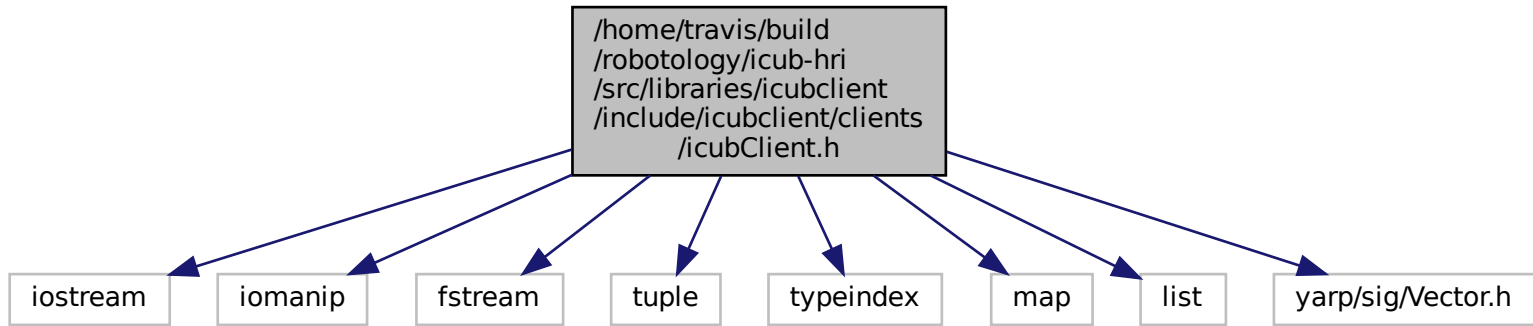 /home/travis/build
/robotology/icub-hri
/src/libraries/icubclient
/include/icubclient/clients
/icubClient.h
iostream
iomanip
fstream
tuple
typeindex
map
list
yarp/sig/Vector.h